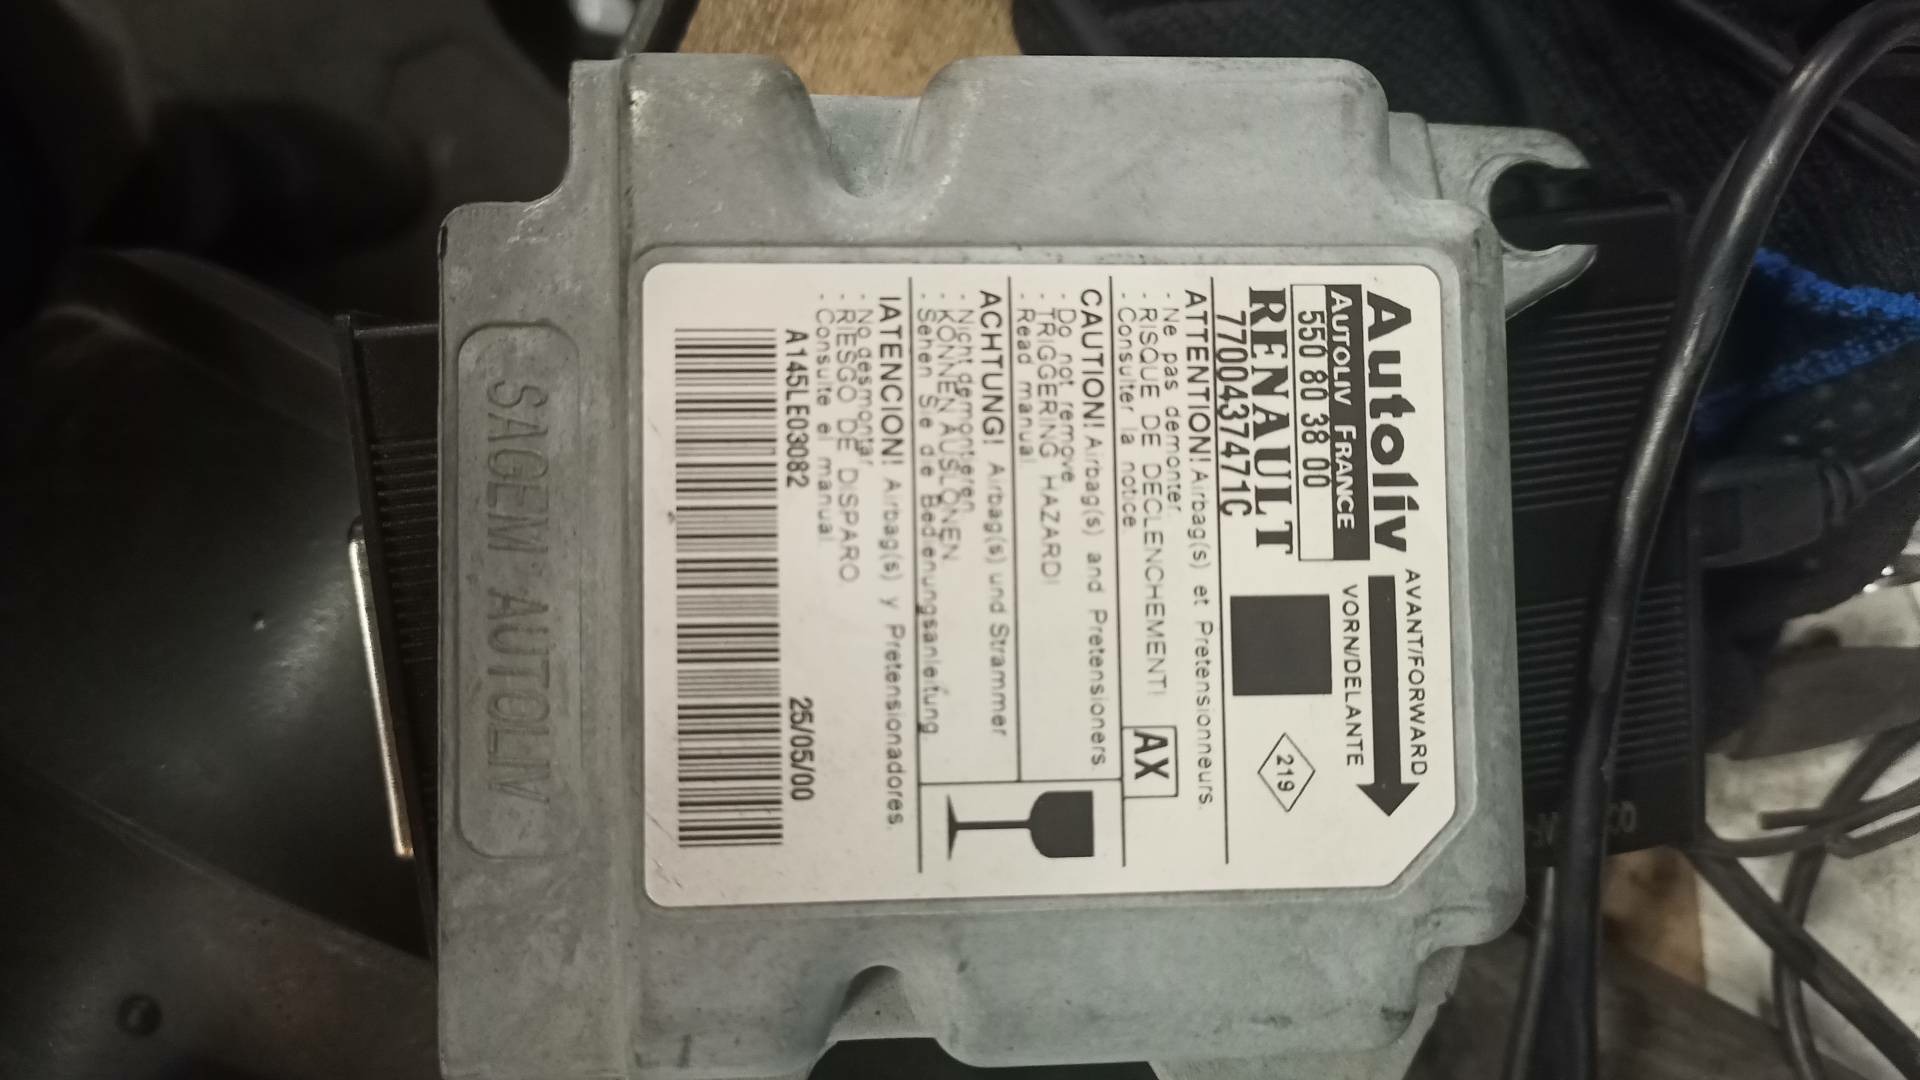 Autoliv
AVANT/FORWARD
AUTOLIV FRANCE
VORN/DELANTE
550 80 38 00
RENAULT
219
7700437471C
ATTENTION! Airbag(s) et Pretensionneurs.
- Ne pas démonter.
- RISQUE DE DECLENCHEMENT!
- Consulter la notice.
AX
CAUTION! Airbag(s) and Pretensioners.
- Do not remove
- TRIGGERING HAZARD!
- Read manual
ACHTUNG! Airbag(s) und Strammer
- Nicht demontieren.
- KÖNNEN AUSLÖNEN.
- Sehen Sie de Bedienungsanleitung.
!ATENCION! Airbag(s) y Pretensionadores.
- No desmontar
- RIESGO DE DISPARO
- Consulte el manual
A145LE03082
25/05/00
SAGEM AUTOLIV